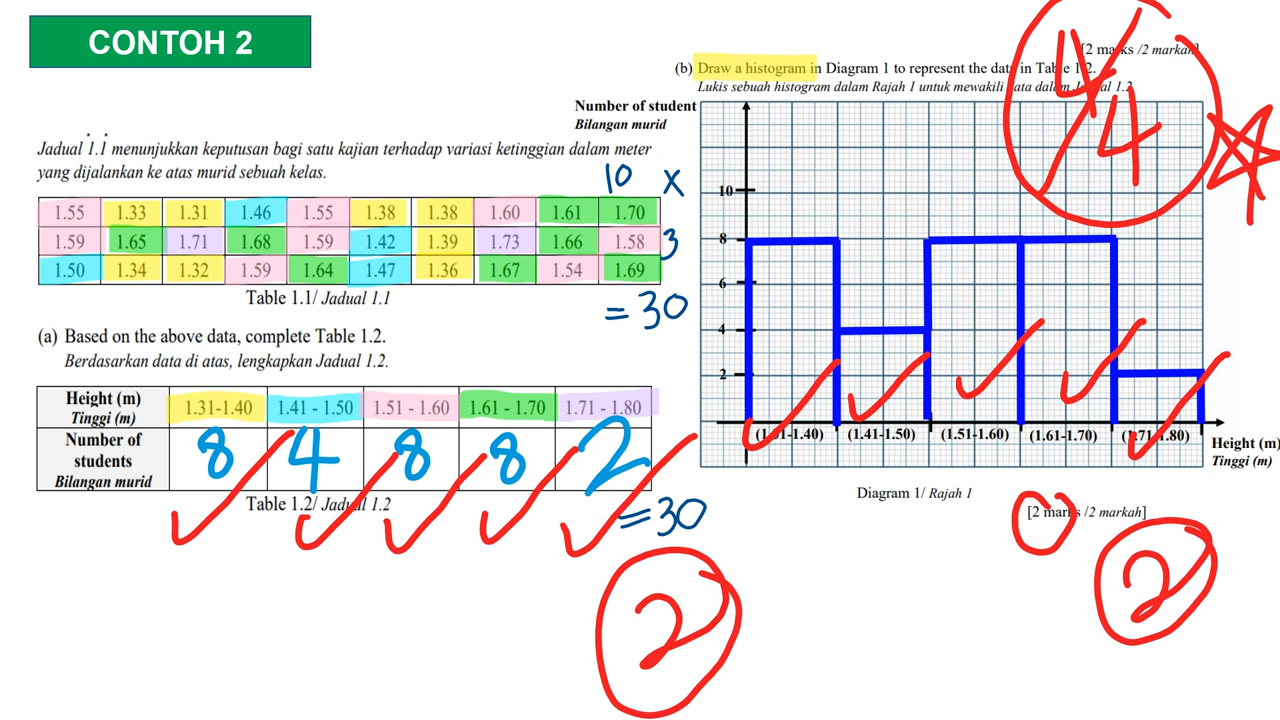 CONTOH 2
Jadual 1.1 menunjukkan keputusan bagi satu kajian terhadap variasi ketinggian dalam meter
yang dijalankan ke atas murid sebuah kelas.
10 x
1.55 1.33 1.31 1.46 1.55 1.38 1.38 1.60 1.61 1.70
1.59 1.65 1.71 1.68 1.59 1.42 1.39 1.73 1.66 1.58
3
1.50 1.34 1.32 1.59 1.64 1.47 1.36 1.67 1.54 1.69
Table 1.1/ Jadual 1.1
= 30
(a) Based on the above data, complete Table 1.2.
Berdasarkan data di atas, lengkapkan Jadual 1.2.
Height (m)
Tinggi (m)
1.31-1.40 1.41 - 1.50 1.51 - 1.60 1.61 - 1.70 1.71 - 1.80
Number of
students
Bilangan murid
8 4 8 8 2
Table 1.2/ Jadual 1.2
= 30
2
[2 marks /2 markah]
(b) Draw a histogram in Diagram 1 to represent the data in Table 1.2.
Lukis sebuah histogram dalam Rajah 1 untuk mewakili data dalam Jadual 1.2
4/4
Number of student
Bilangan murid
10
8
6
4
2
(1.31-1.40) (1.41-1.50) (1.51-1.60) (1.61-1.70) (1.71-1.80)
Height (m)
Tinggi (m)
Diagram 1/ Rajah 1
[2 marks /2 markah]
2